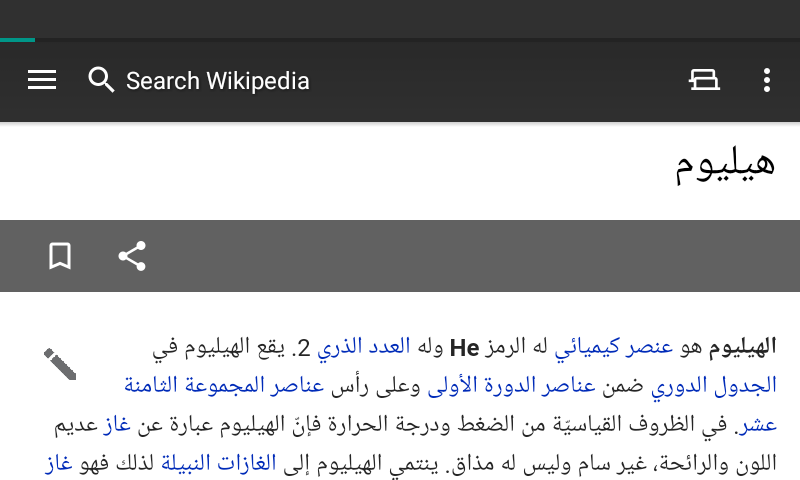 Search Wikipedia
هيليوم
الهيليوم هو عنصر كيميائي له الرمز He وله العدد الذري 2. يقع الهيليوم في
الجدول الدوري ضمن عناصر الدورة الأولى وعلى رأس عناصر المجموعة الثامنة
عشر. في الظروف القياسيّة من الضغط ودرجة الحرارة فإنّ الهيليوم عبارة عن غاز عديم
اللون والرائحة، غير سام وليس له مذاق. ينتمي الهيليوم إلى الغازات النبيلة لذلك فهو غاز